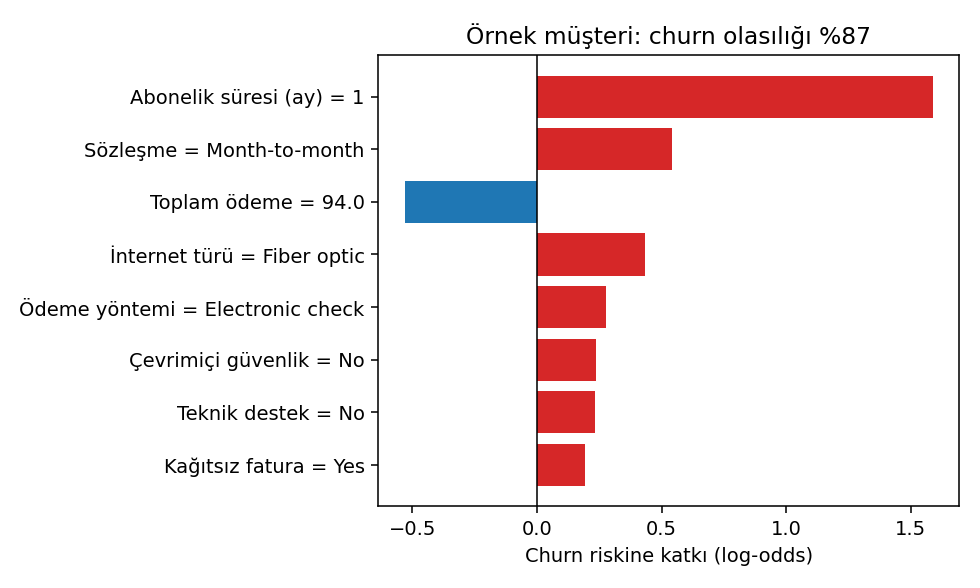 Örnek müşteri: churn olasılığı %87
Abonelik süresi (ay) = 1
Sözleşme = Month-to-month
Toplam ödeme = 94.0
İnternet türü = Fiber optic
Ödeme yöntemi = Electronic check
Çevrimiçi güvenlik = No
Teknik destek = No
Kağıtsız fatura = Yes
−0.5 0.0 0.5 1.0 1.5
Churn riskine katkı (log-odds)